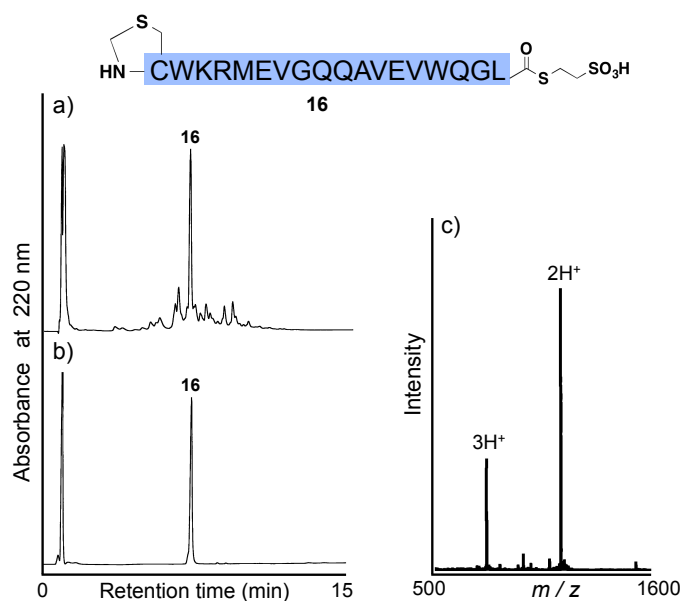 S
HN
CWKRMEVGQQAVEVWQGL
O
S
SO₃H
16
a)
16
b)
16
Absorbance at 220 nm
0
15
Retention time (min)
c)
2H⁺
3H⁺
Intensity
500
m / z
1600